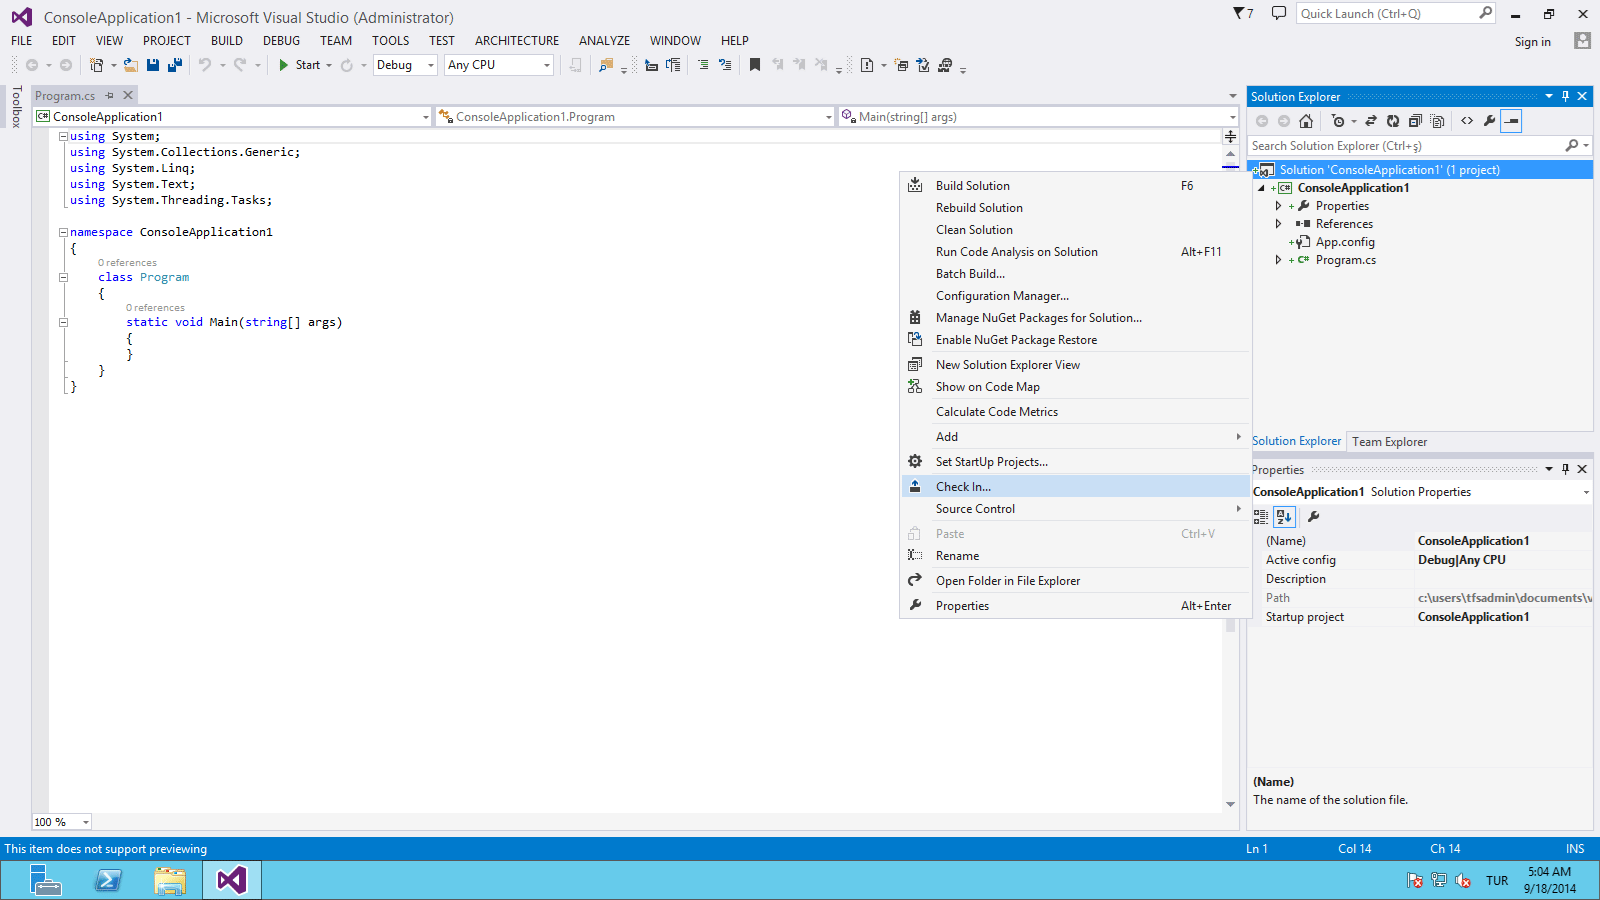 ConsoleApplication1 - Microsoft Visual Studio (Administrator)
7
Quick Launch (Ctrl+Q)
FILE EDIT VIEW PROJECT BUILD DEBUG TEAM TOOLS TEST ARCHITECTURE ANALYZE WINDOW HELP
Sign in
Start Debug Any CPU
Toolbox
Program.cs
C# ConsoleApplication1
ConsoleApplication1.Program
Main(string[] args)
using System;
using System.Collections.Generic;
using System.Linq;
using System.Text;
using System.Threading.Tasks;
namespace ConsoleApplication1
{
0 references
class Program
{
0 references
static void Main(string[] args)
{
}
}
}
100 %
Build Solution F6
Rebuild Solution
Clean Solution
Run Code Analysis on Solution Alt+F11
Batch Build...
Configuration Manager...
Manage NuGet Packages for Solution...
Enable NuGet Package Restore
New Solution Explorer View
Show on Code Map
Calculate Code Metrics
Add
Set StartUp Projects...
Check In...
Source Control
Paste Ctrl+V
Rename
Open Folder in File Explorer
Properties Alt+Enter
Solution Explorer
Search Solution Explorer (Ctrl+ş)
Solution 'ConsoleApplication1' (1 project)
C# ConsoleApplication1
Properties
References
App.config
C# Program.cs
Solution Explorer Team Explorer
Properties
ConsoleApplication1 Solution Properties
(Name) ConsoleApplication1
Active config Debug|Any CPU
Description
Path c:\users\tfsadmin\documents\v
Startup project ConsoleApplication1
(Name)
The name of the solution file.
This item does not support previewing
Ln 1 Col 14 Ch 14 INS
TUR
5:04 AM
9/18/2014